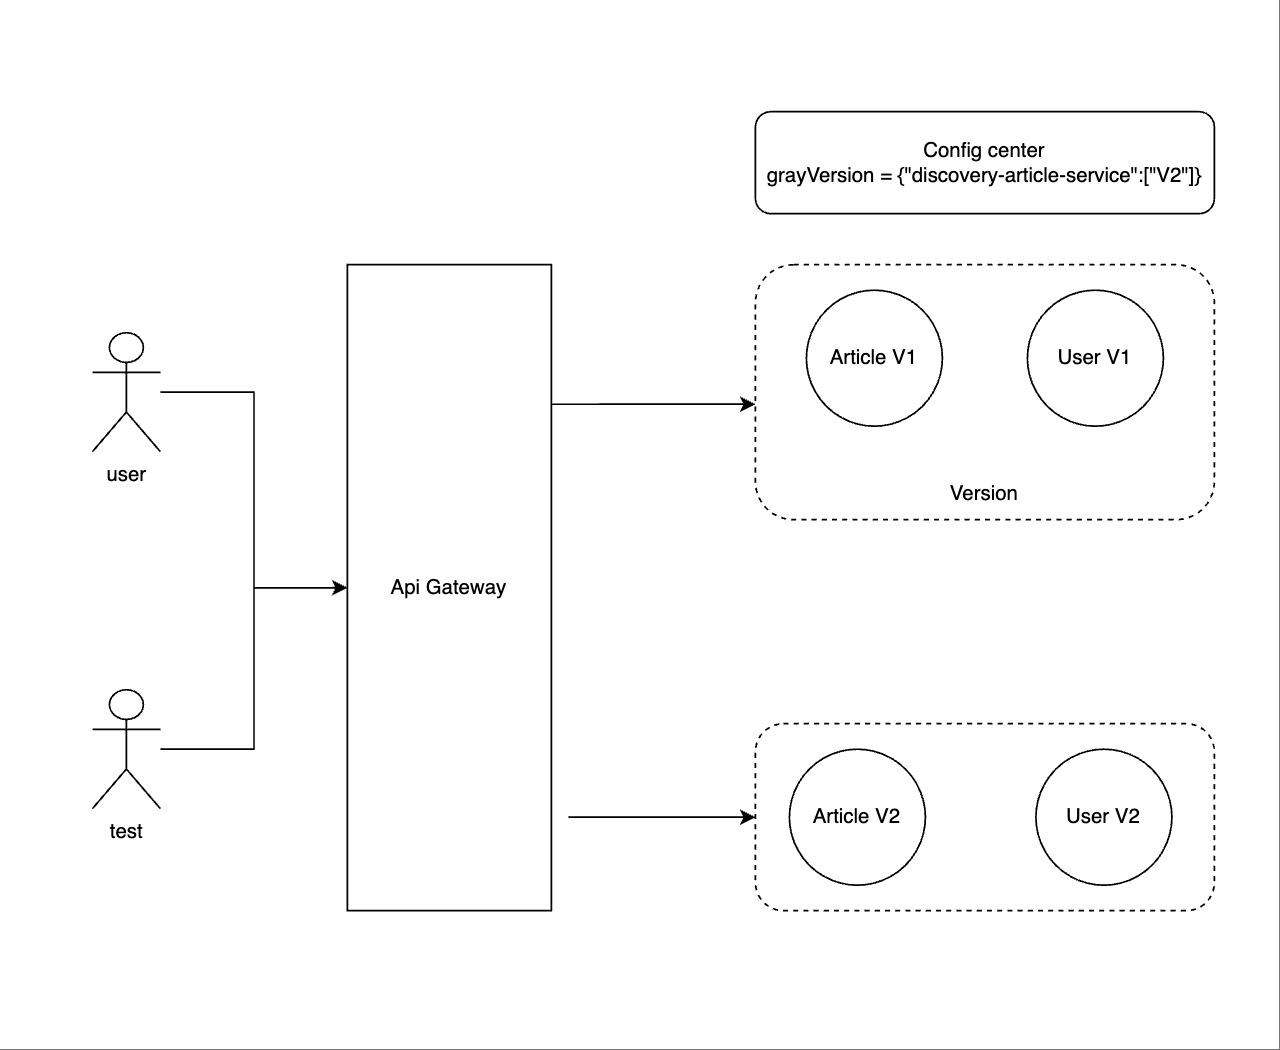 Config center
grayVersion = {"discovery-article-service":["V2"]}
Article V1
User V1
Version
user
Api Gateway
test
Article V2
User V2